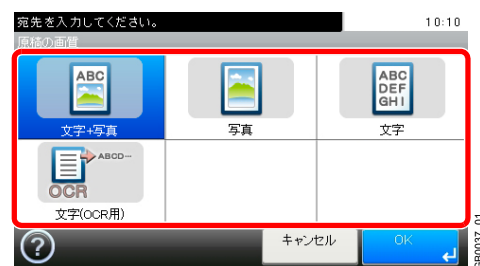 宛先を入力してください。 10:10
原稿の画質
ABC
ABC
DEF
GHI
文字+写真 写真 文字
ABCD…
OCR
文字(OCR用)
? キャンセル OK
GB0037_01